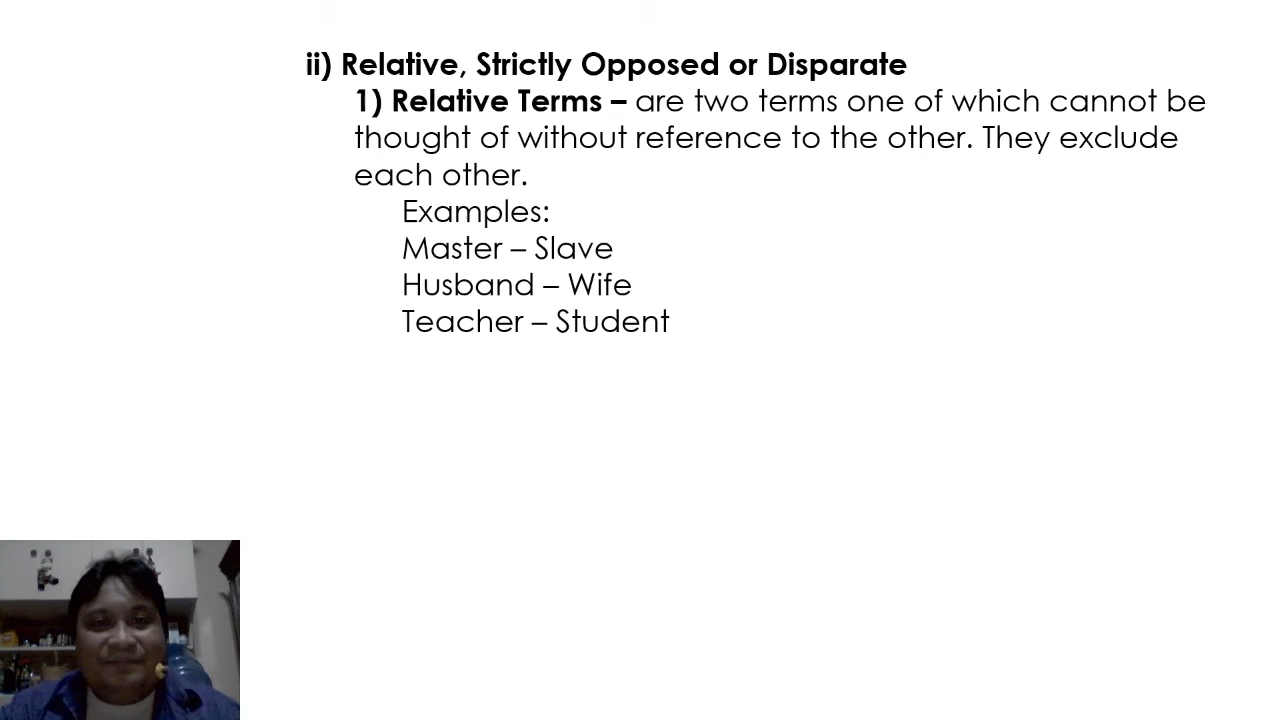 ii) Relative, Strictly Opposed or Disparate
1) Relative Terms – are two terms one of which cannot be
thought of without reference to the other. They exclude
each other.
Examples:
Master – Slave
Husband – Wife
Teacher – Student